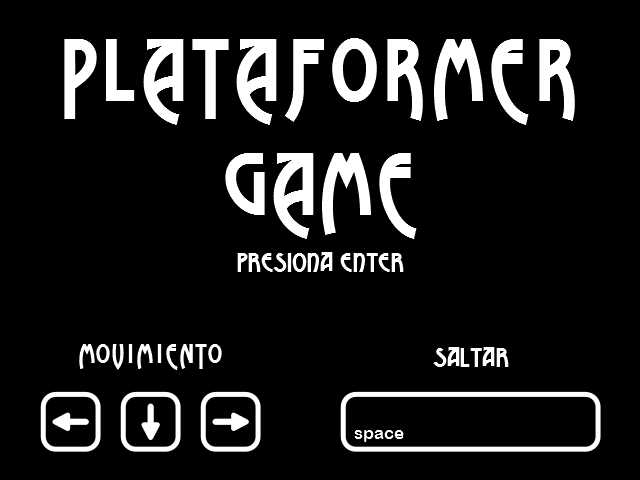 PLATAFORMER
GAME
PRESIONA ENTER
MOVIMIENTO
SALTAR
space